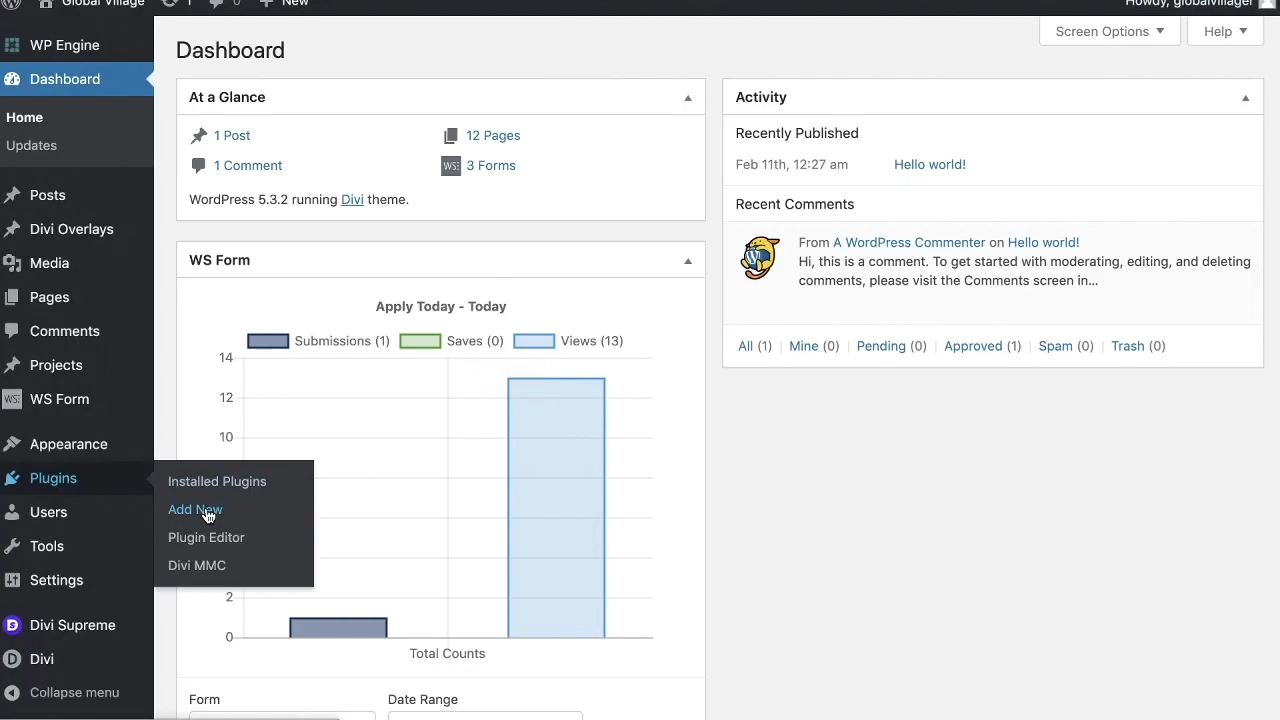 Global Village
1
0
New
Howdy, globalvillager
WP Engine
Dashboard
Home
Updates
Posts
Divi Overlays
Media
Pages
Comments
Projects
WS Form
Appearance
Plugins
Users
Tools
Settings
Divi Supreme
Divi
Collapse menu
Installed Plugins
Add New
Plugin Editor
Divi MMC
Screen Options
Help
Dashboard
At a Glance
1 Post
12 Pages
1 Comment
WS 3 Forms
WordPress 5.3.2 running Divi theme.
WS Form
Apply Today - Today
Submissions (1) Saves (0) Views (13)
14
12
10
2
0
Total Counts
Form Date Range
Activity
Recently Published
Feb 11th, 12:27 am Hello world!
Recent Comments
From A WordPress Commenter on Hello world!
Hi, this is a comment. To get started with moderating, editing, and deleting
comments, please visit the Comments screen in…
All (1) | Mine (0) | Pending (0) | Approved (1) | Spam (0) | Trash (0)